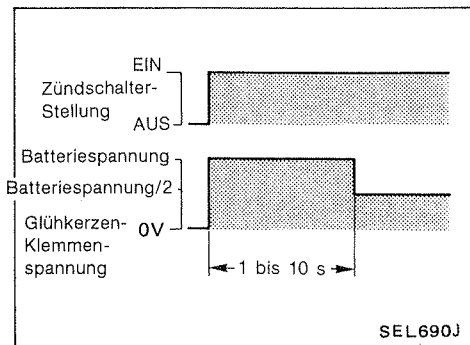 EIN
Zündschalter-
Stellung
AUS
Batteriespannung
Batteriespannung/2
Glühkerzen-
Klemmen-
spannung
0V
1 bis 10 s
SEL690J